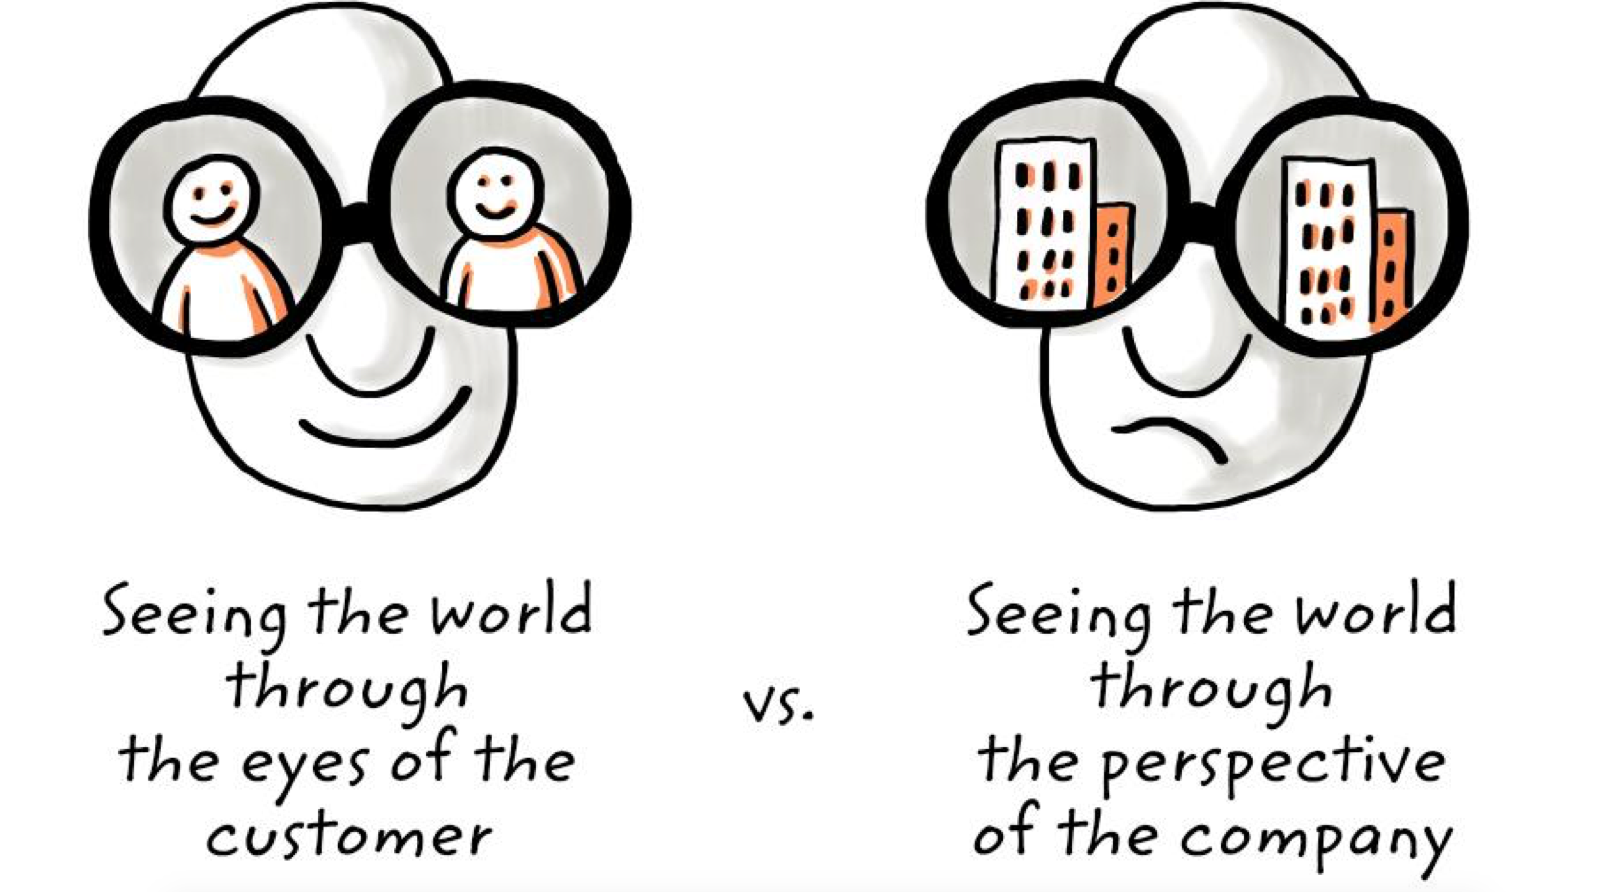 Seeing the world
through
the eyes of the
customer
vs.
Seeing the world
through
the perspective
of the company